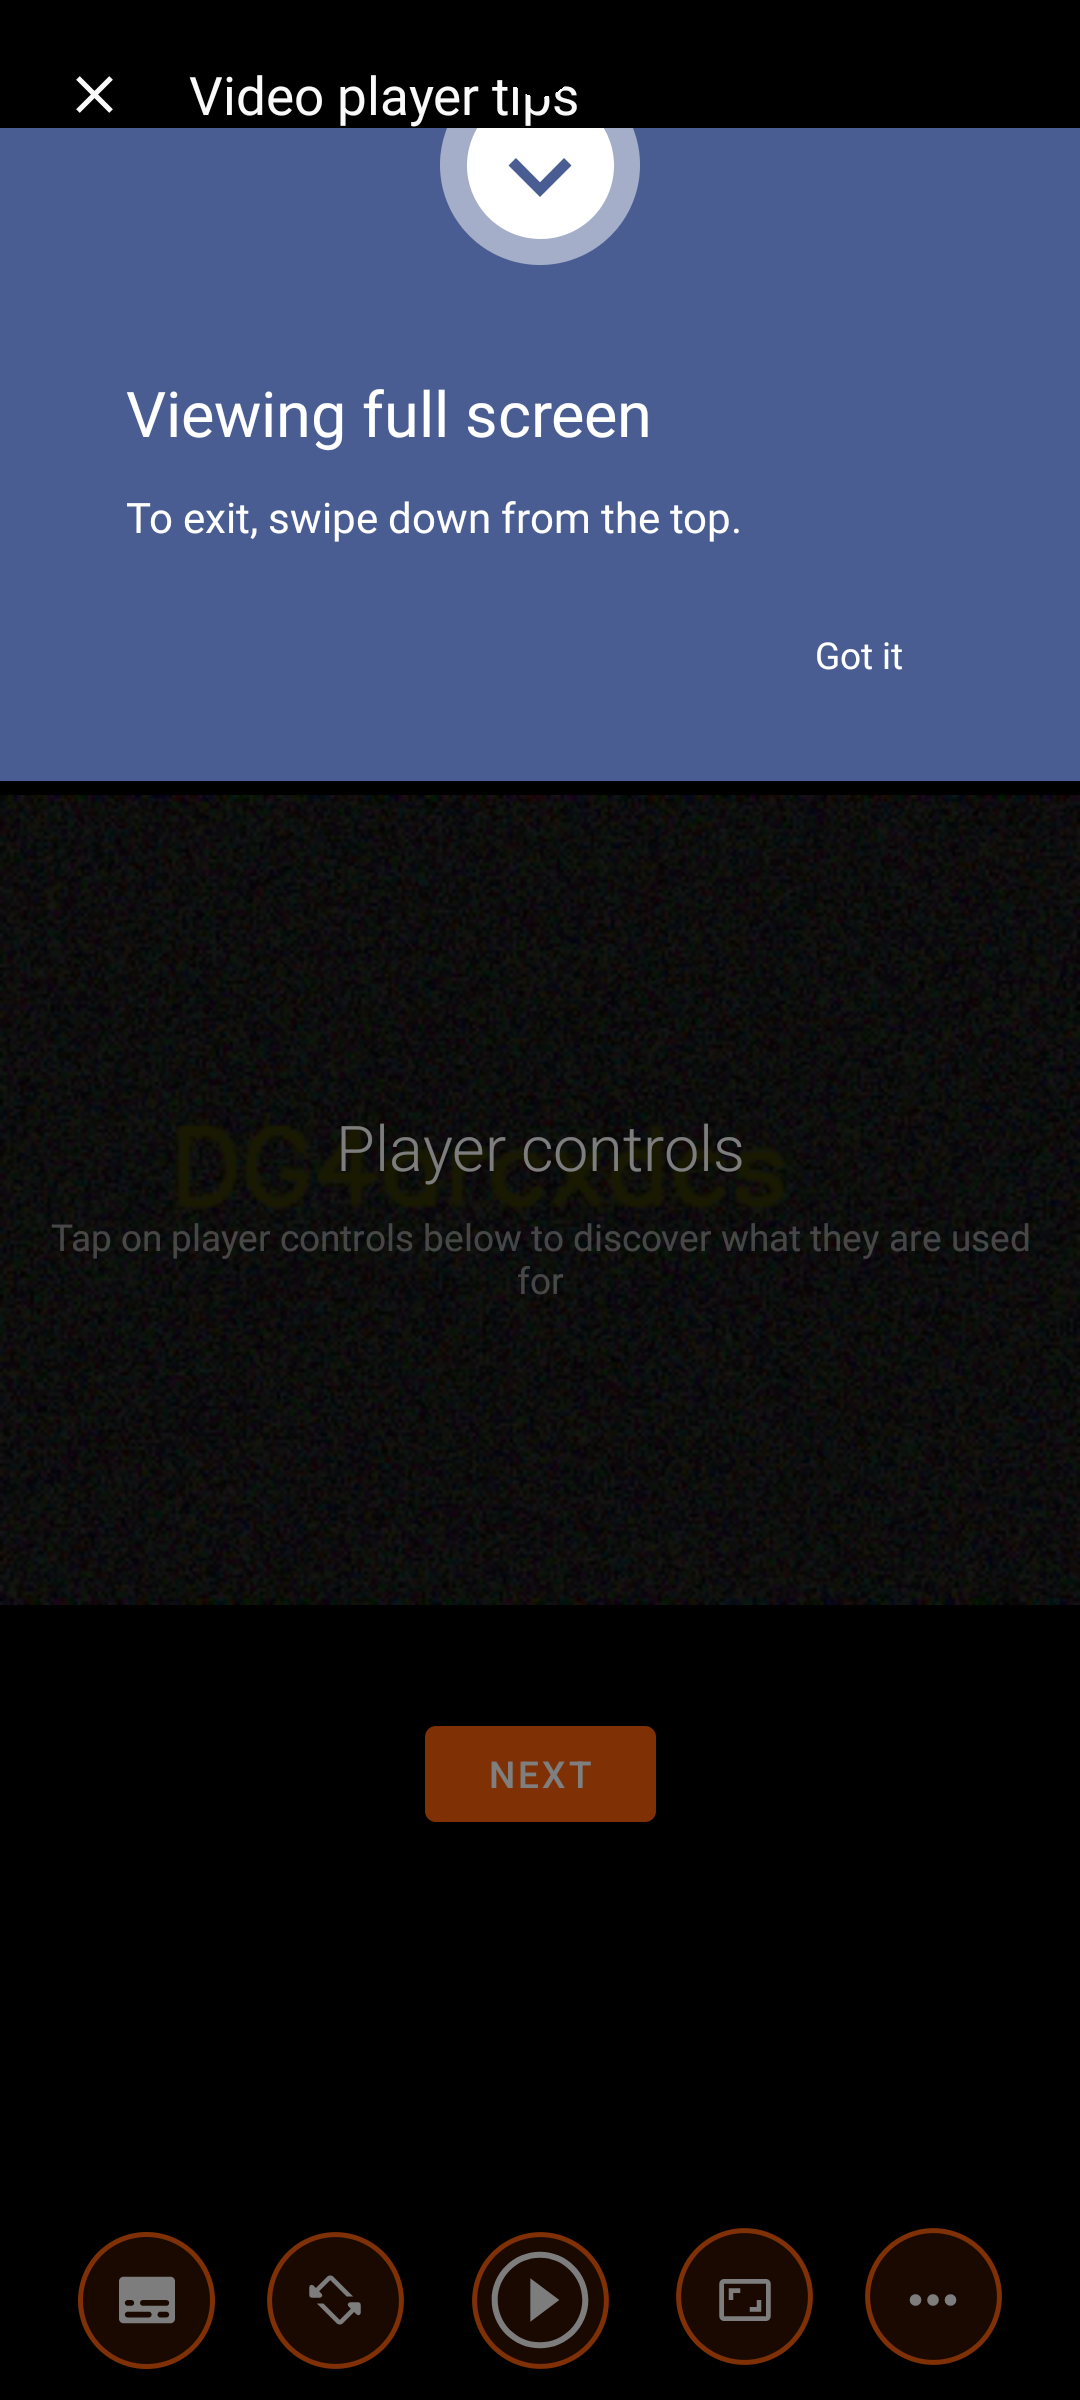 Video player tips
Viewing full screen
To exit, swipe down from the top.
Got it
Player controls
Tap on player controls below to discover what they are used
for
NEXT